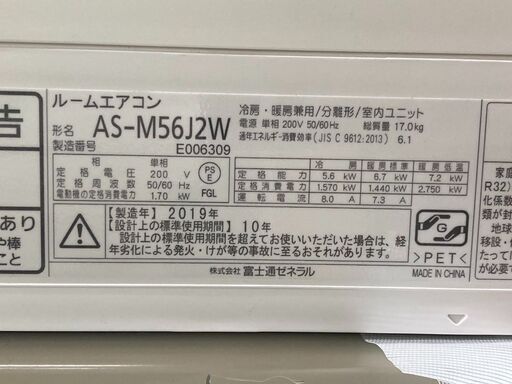 ルームエアコン
形名 AS-M56J2W
製造番号 E006309
冷房・暖房兼用/分離形/室内ユニット
電源 単相 200V 50/60Hz 総質量 17.0kg
通年エネルギー消費効率(JIS C 9612:2013) 6.1
相 単相
定格電圧 200 V
定格周波数 50/60 Hz
電動機の定格消費電力 1.70 kW
PS
E
FGL
冷房 暖房標準 暖房低温
定格能力 5.6 kW 6.7 kW 7.2 kW
定格消費電力 1.570 kW 1.440 kW 2.750 kW
運転電流 8.0 A 7.3 A
【製造年】2019年
【設計上の標準使用期間】10年
設計上の標準使用期間を超えてお使いいただいた場合は、経
年劣化による発火・けが等の事故に至るおそれがあります。
G
>PET<
株式会社 富士通ゼネラル
MADE IN CHINA
告
あり
や棒
こと
家庭
R32)
化係数
類が封
地球
移設・修
が必要で